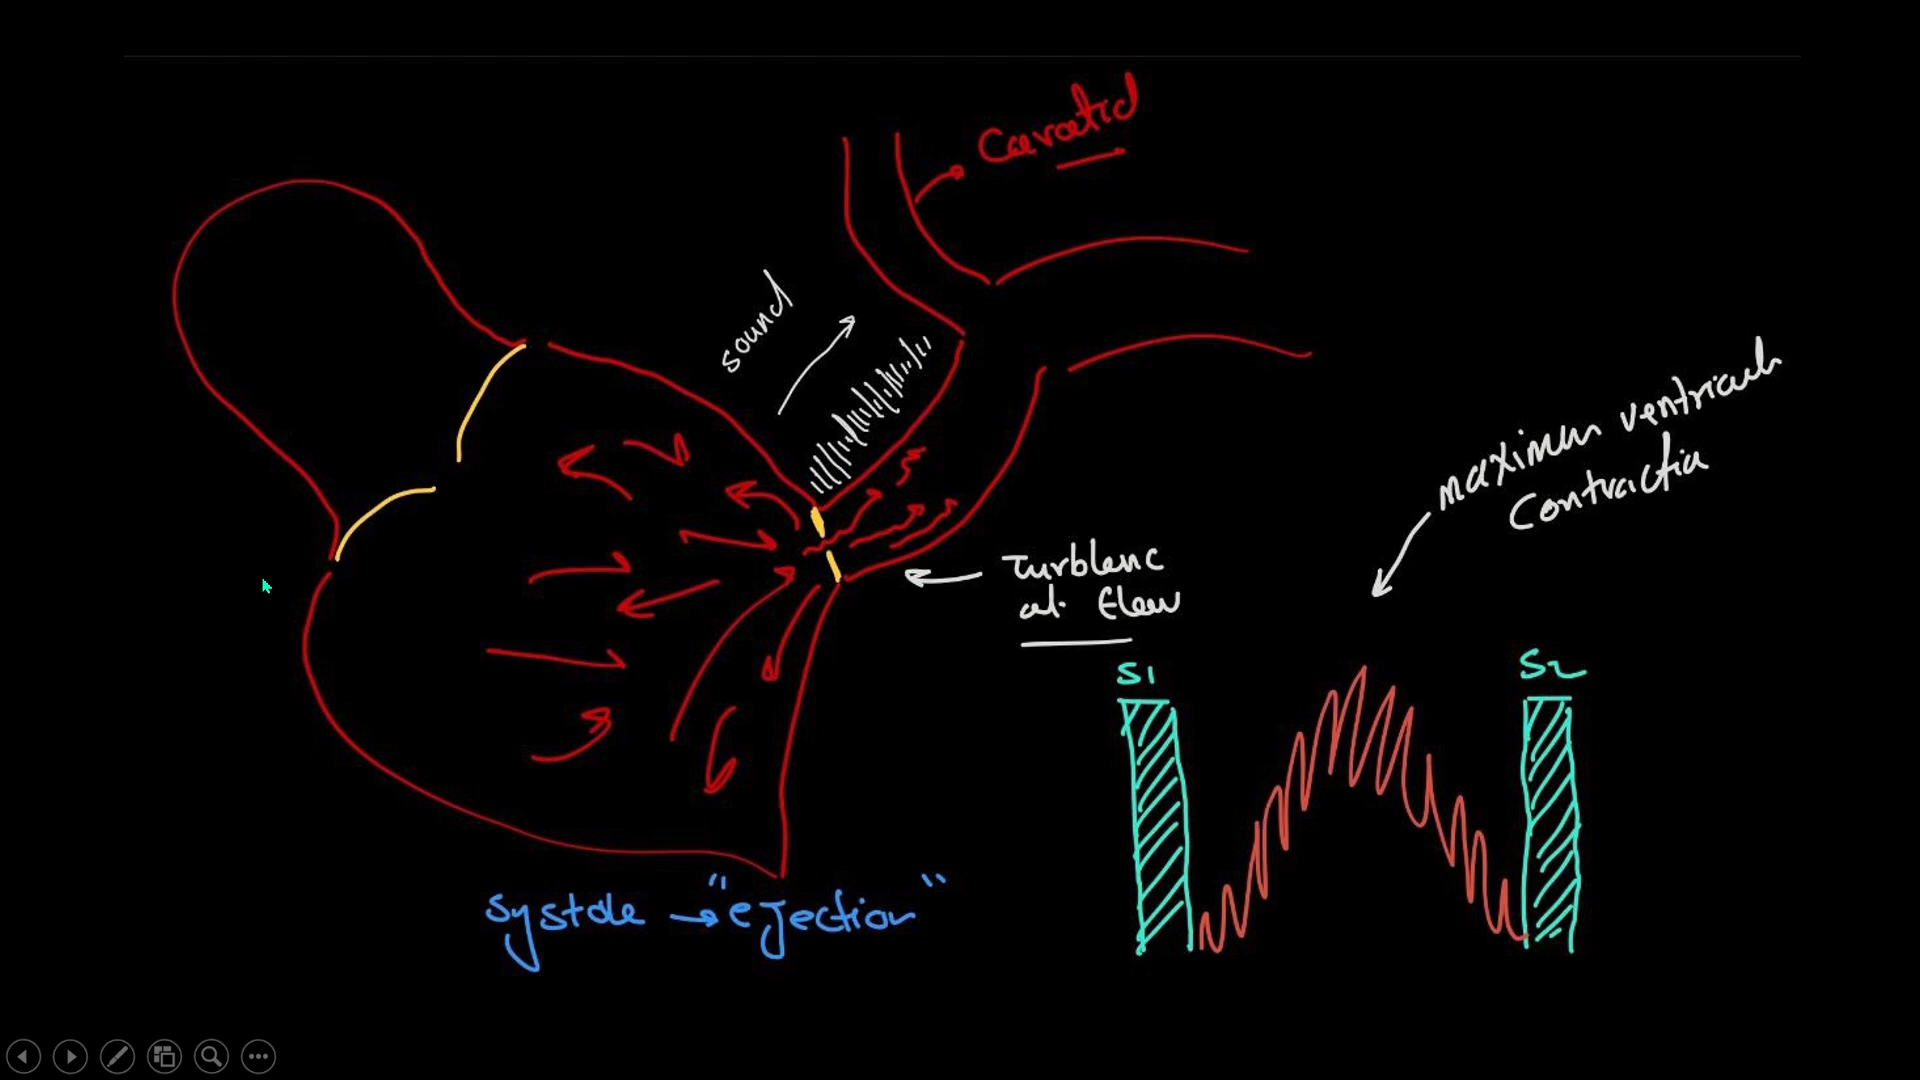 Carotid
sound
maximum ventricular
Contraction
Turblenc
at flow
S1
S2
systole → "ejection"